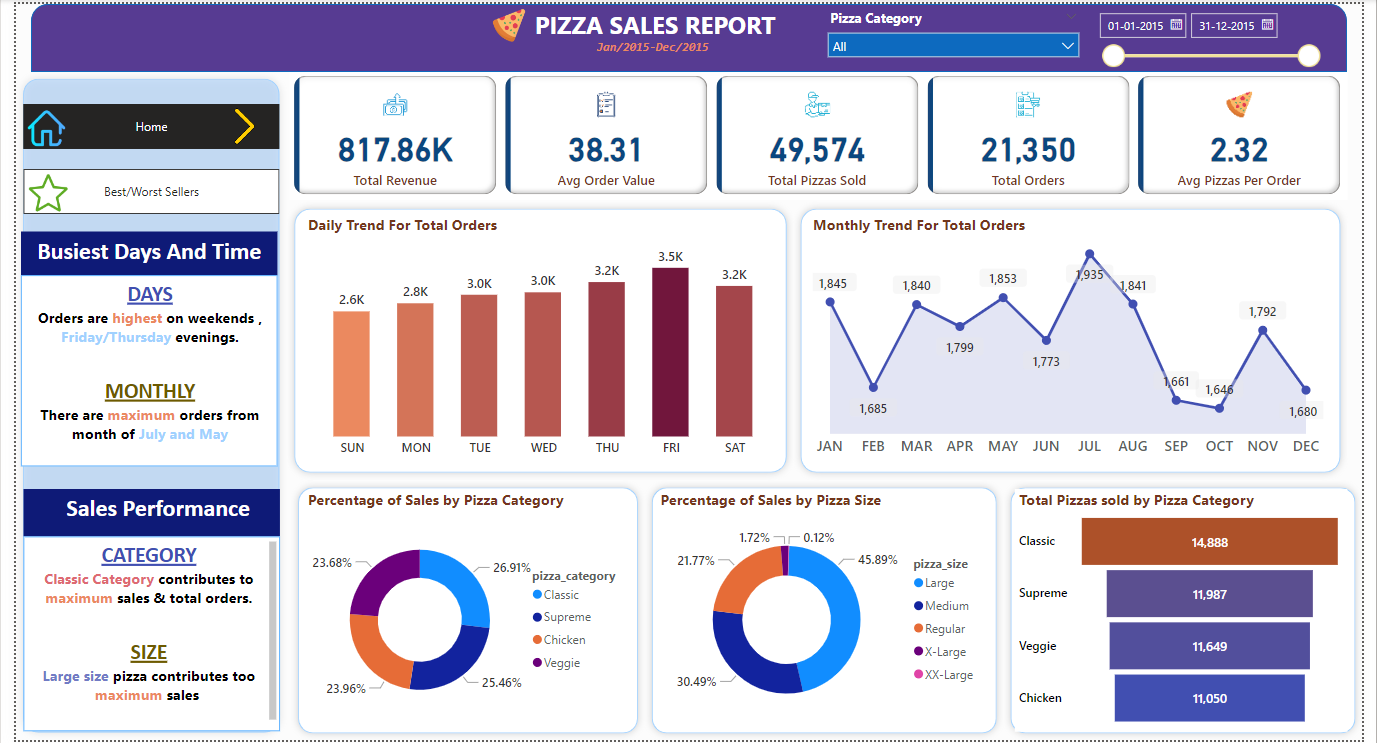 PIZZA SALES REPORT
Jan/2015-Dec/2015
Pizza Category
All
01-01-2015
31-12-2015
Home
Best/Worst Sellers
Busiest Days And Time
DAYS
Orders are highest on weekends ,
Friday/Thursday evenings.
MONTHLY
There are maximum orders from
month of July and May
Sales Performance
CATEGORY
Classic Category contributes to
maximum sales & total orders.
SIZE
Large size pizza contributes too
maximum sales
817.86K
Total Revenue
38.31
Avg Order Value
49,574
Total Pizzas Sold
21,350
Total Orders
2.32
Avg Pizzas Per Order
Daily Trend For Total Orders
2.6K
2.8K
3.0K
3.0K
3.2K
3.5K
3.2K
SUN MON TUE WED THU FRI SAT
Monthly Trend For Total Orders
1,845
1,685
1,840
1,799
1,853
1,773
1,935
1,841
1,661
1,646
1,792
1,680
JAN FEB MAR APR MAY JUN JUL AUG SEP OCT NOV DEC
Percentage of Sales by Pizza Category
23.68%
26.91%
23.96%
25.46%
pizza_category
Classic
Supreme
Chicken
Veggie
Percentage of Sales by Pizza Size
1.72%
0.12%
21.77%
45.89%
30.49%
pizza_size
Large
Medium
Regular
X-Large
XX-Large
Total Pizzas sold by Pizza Category
Classic 14,888
Supreme 11,987
Veggie 11,649
Chicken 11,050